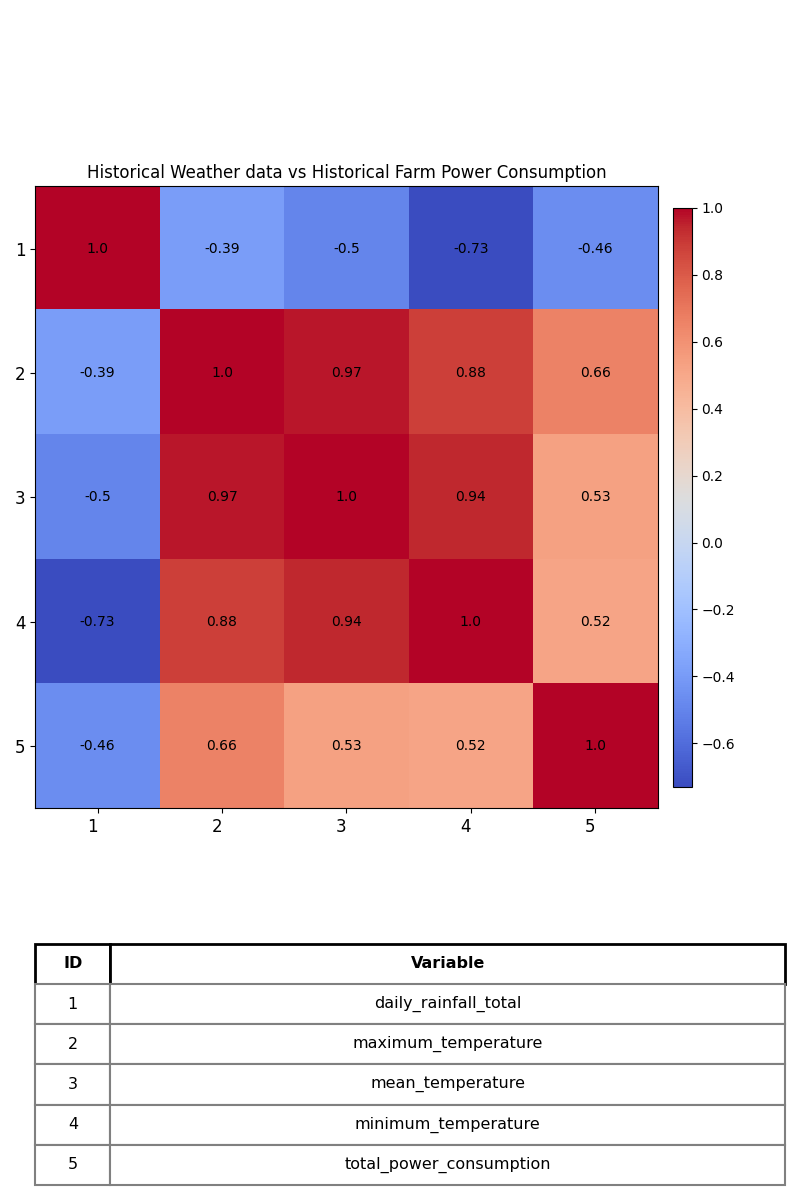 Historical Weather data vs Historical Farm Power Consumption
1 1.0 -0.39 -0.5 -0.73 -0.46
2 -0.39 1.0 0.97 0.88 0.66
3 -0.5 0.97 1.0 0.94 0.53
4 -0.73 0.88 0.94 1.0 0.52
5 -0.46 0.66 0.53 0.52 1.0
1 2 3 4 5
1.0
0.8
0.6
0.4
0.2
0.0
−0.2
−0.4
−0.6
ID Variable
1 daily_rainfall_total
2 maximum_temperature
3 mean_temperature
4 minimum_temperature
5 total_power_consumption